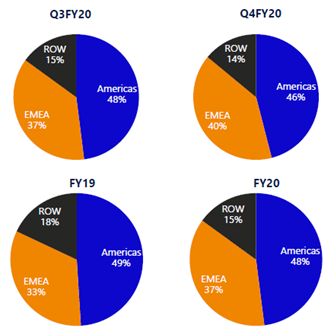 Q3FY20
ROW
15%
Americas
48%
EMEA
37%
Q4FY20
ROW
14%
Americas
46%
EMEA
40%
FY19
ROW
18%
Americas
49%
EMEA
33%
FY20
ROW
15%
Americas
48%
EMEA
37%